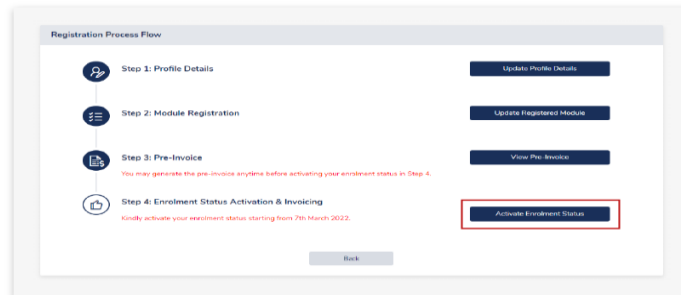 Registration Process Flow
Step 1: Profile Details
Update Profile Details
Step 2: Module Registration
Update Registered Module
Step 3: Pre-Invoice
View Pre-Invoice
You may generate the pre-invoice anytime before activating your enrolment status in Step 4.
Step 4: Enrolment Status Activation & Invoicing
Kindly activate your enrolment status starting from 7th March 2022.
Activate Enrolment Status
Back